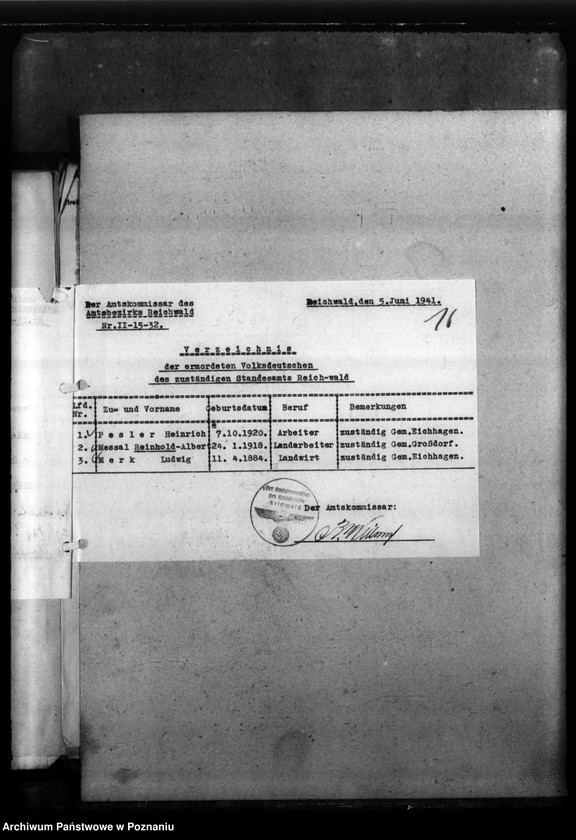 Der Amtskommissar des
Amtsbezirks Reichwald
Nr.II-15-32.
Reichwald,den 5.Juni 1941.
16
V e r z e i c h n i s
der ermordeten Volksdeutschen
des zuständigen Standesamts Reich-wald
Lfd. Nr. Zu- und Vorname Geburtsdatum Beruf Bemerkungen
1. F e s l e r Heinrich 7.10.1920. Arbeiter zuständig Gem.Eichhagen.
2. Messal Reinhold-Albert 24. 1.1918. Landarbeiter zuständig Gem.Großdorf.
3. M e r k Ludwig 11. 4.1884. Landwirt zuständig Gem.Eichhagen.
Der Amtskommissar:
Archiwum Państwowe w Poznaniu